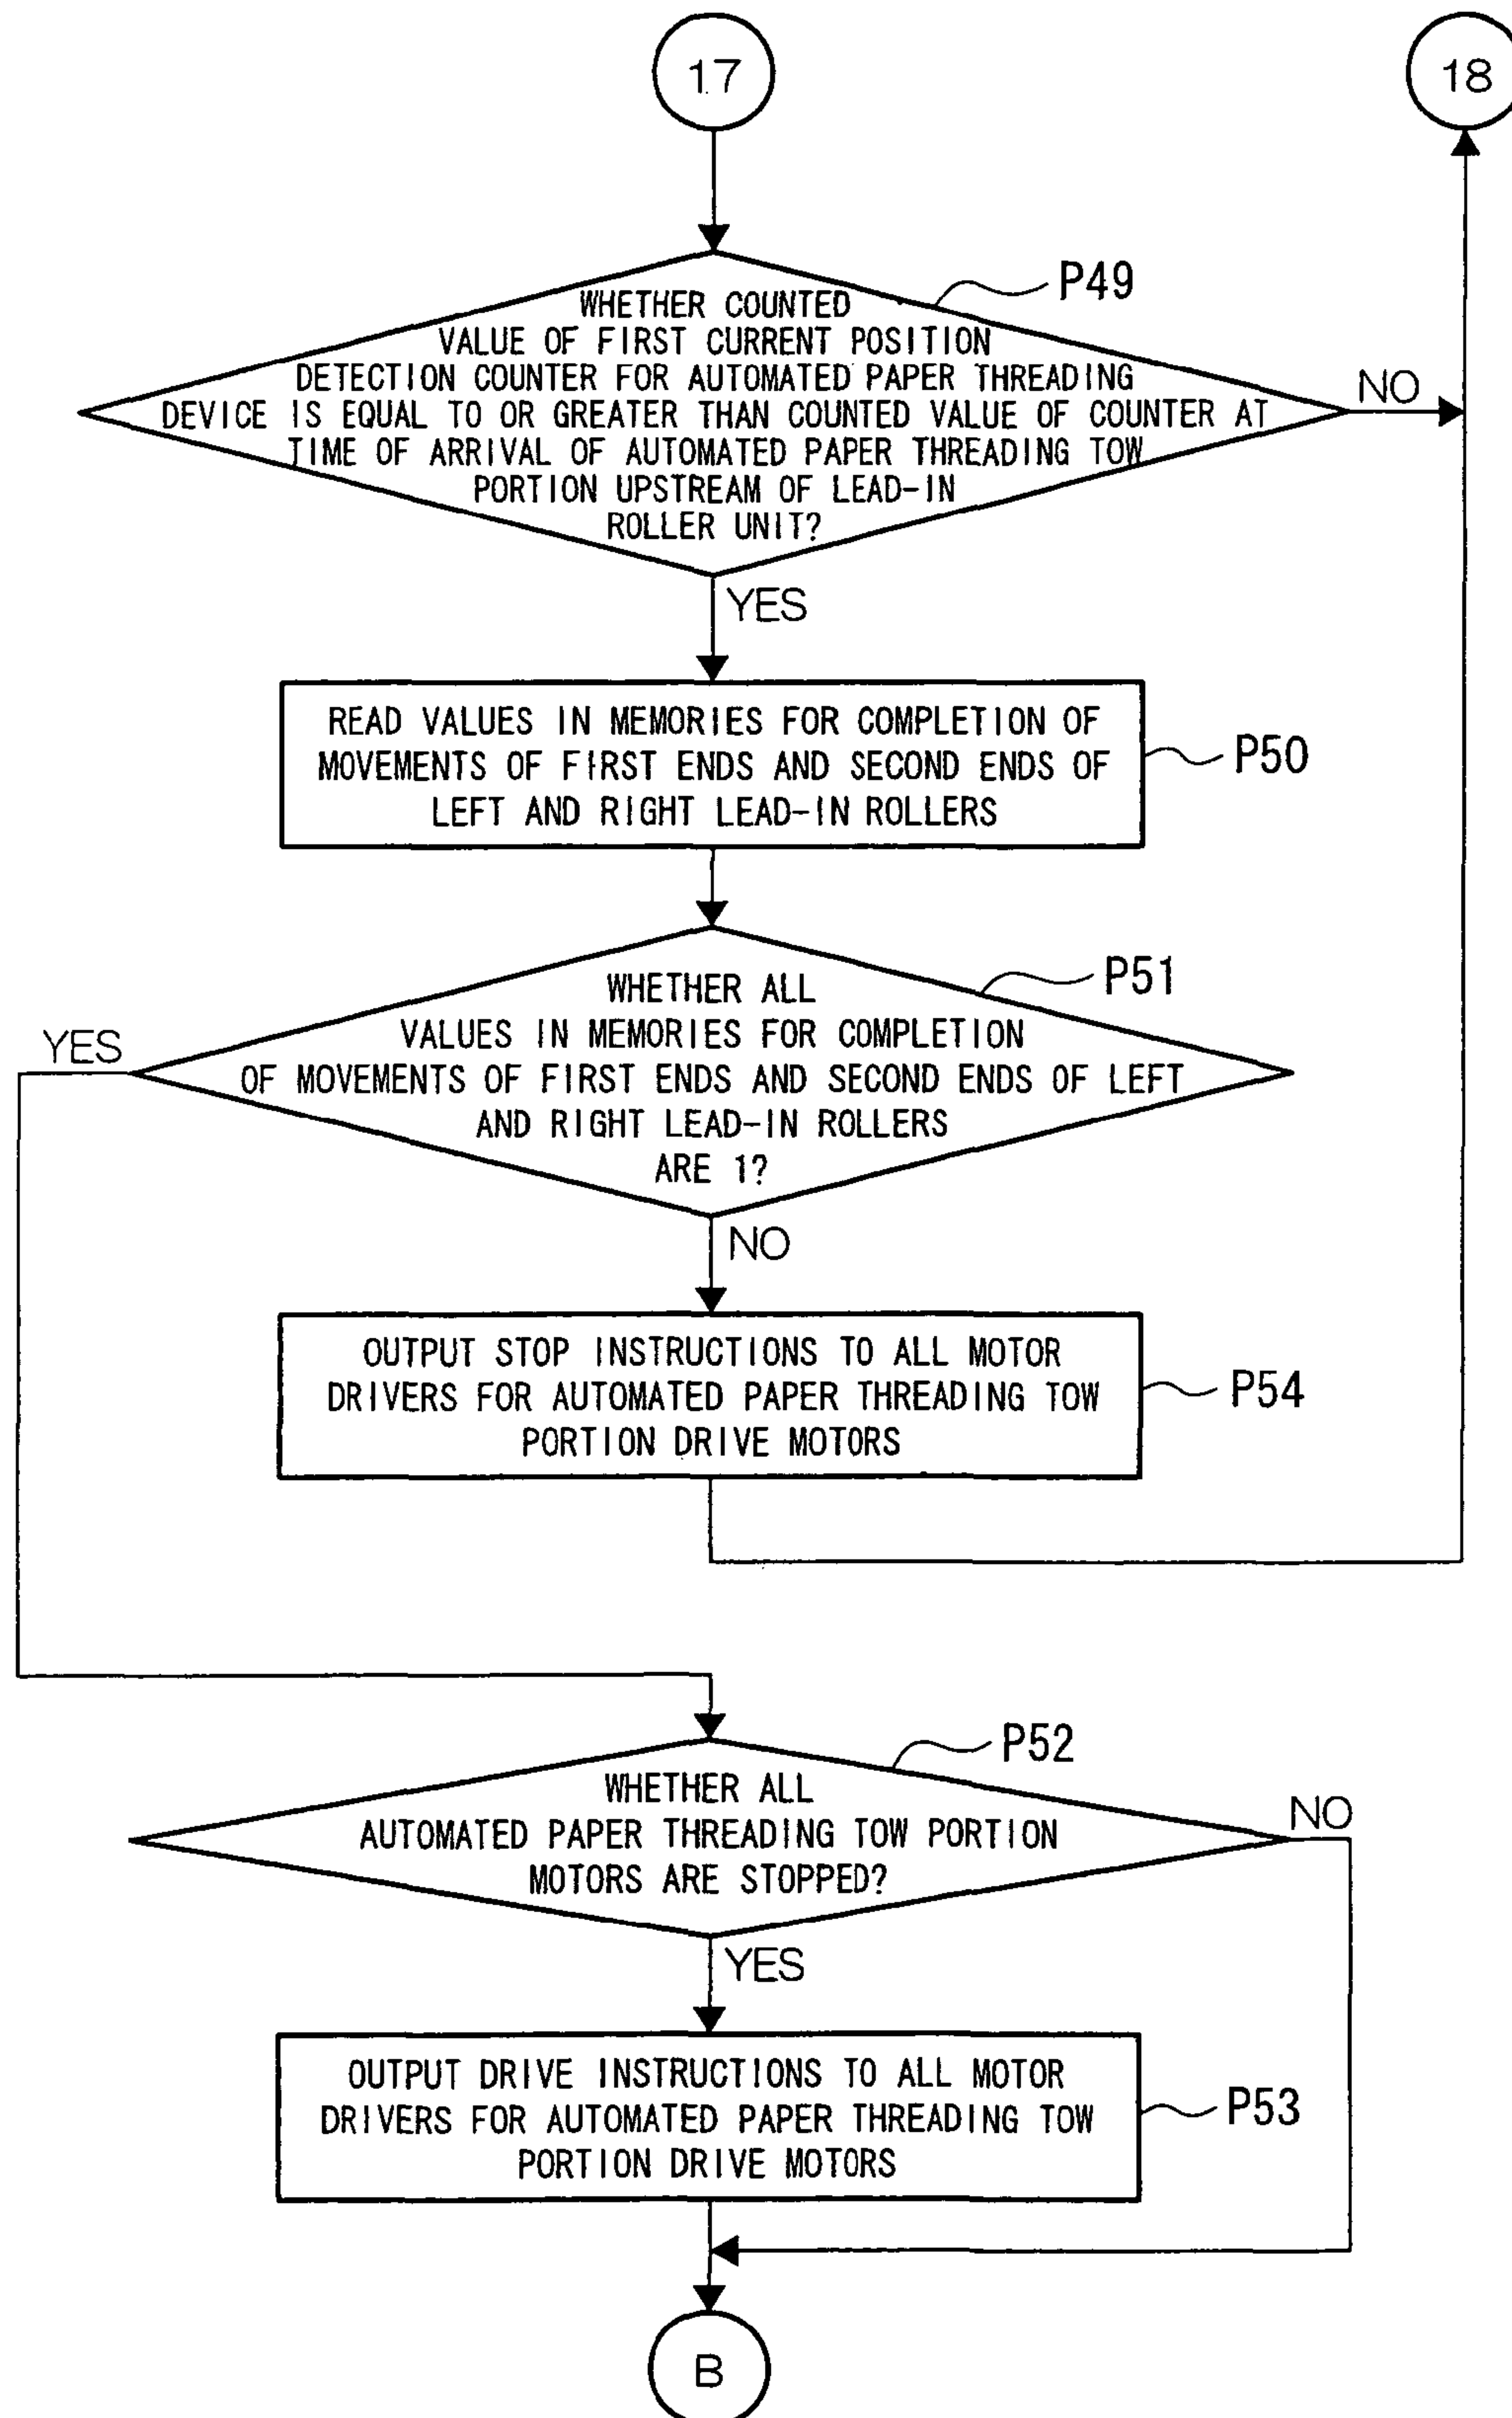 17
18
P49
WHETHER COUNTED
VALUE OF FIRST CURRENT POSITION
DETECTION COUNTER FOR AUTOMATED PAPER THREADING
DEVICE IS EQUAL TO OR GREATER THAN COUNTED VALUE OF COUNTER AT
TIME OF ARRIVAL OF AUTOMATED PAPER THREADING TOW
PORTION UPSTREAM OF LEAD-IN
ROLLER UNIT?
NO
YES
READ VALUES IN MEMORIES FOR COMPLETION OF
MOVEMENTS OF FIRST ENDS AND SECOND ENDS OF
LEFT AND RIGHT LEAD-IN ROLLERS
P50
P51
WHETHER ALL
VALUES IN MEMORIES FOR COMPLETION
OF MOVEMENTS OF FIRST ENDS AND SECOND ENDS OF LEFT
AND RIGHT LEAD-IN ROLLERS
ARE 1?
YES
NO
OUTPUT STOP INSTRUCTIONS TO ALL MOTOR
DRIVERS FOR AUTOMATED PAPER THREADING TOW
PORTION DRIVE MOTORS
P54
P52
WHETHER ALL
AUTOMATED PAPER THREADING TOW PORTION
MOTORS ARE STOPPED?
NO
YES
OUTPUT DRIVE INSTRUCTIONS TO ALL MOTOR
DRIVERS FOR AUTOMATED PAPER THREADING TOW
PORTION DRIVE MOTORS
P53
B